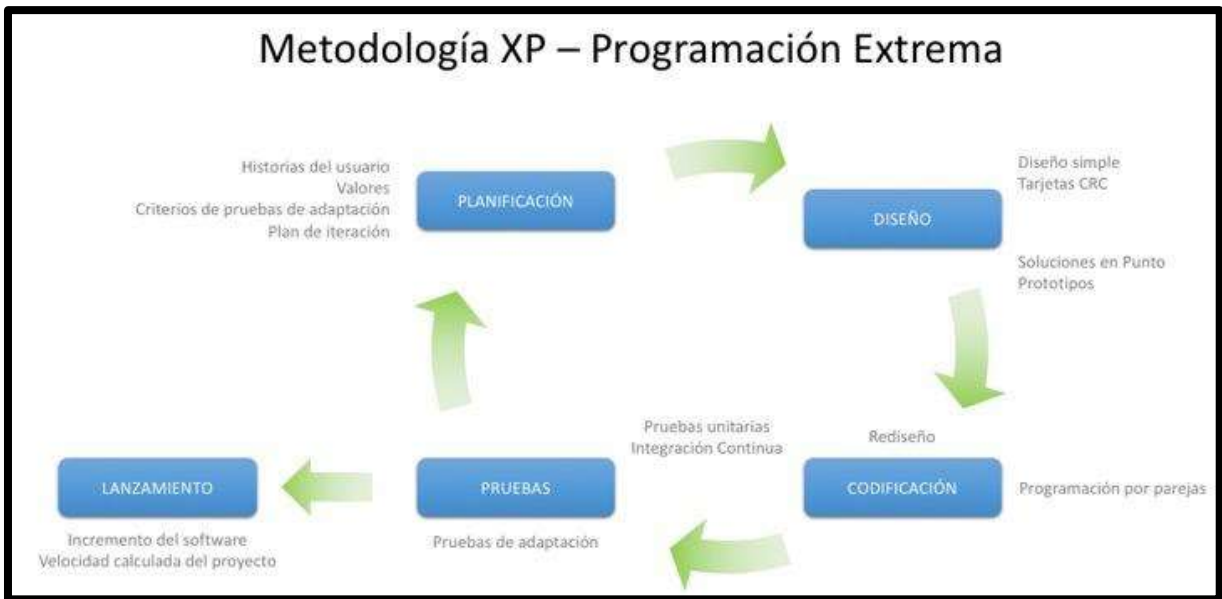 Metodología XP – Programación Extrema
Historias del usuario
Valores
Criterios de pruebas de adaptación
Plan de iteración
PLANIFICACIÓN
DISEÑO
Diseño simple
Tarjetas CRC
Soluciones en Punto
Prototipos
Rediseño
CODIFICACIÓN
Programación por parejas
Pruebas unitarias
Integración Continua
PRUEBAS
Pruebas de adaptación
LANZAMIENTO
Incremento del software
Velocidad calculada del proyecto